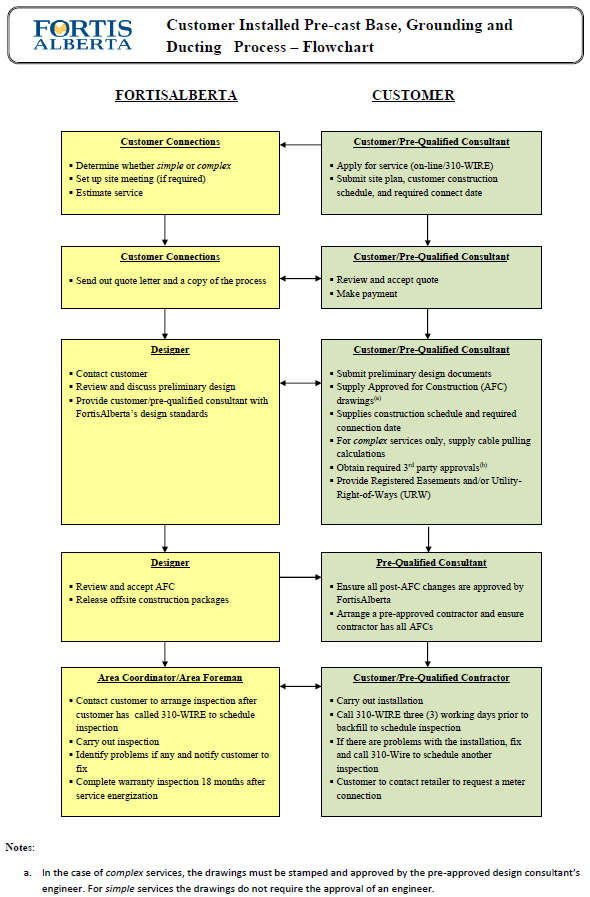 FORTIS
ALBERTA
Customer Installed Pre-cast Base, Grounding and
Ducting Process – Flowchart
FORTISALBERTA
CUSTOMER
Customer Connections
▪ Determine whether simple or complex
▪ Set up site meeting (if required)
▪ Estimate service
Customer/Pre-Qualified Consultant
▪ Apply for service (on-line/310-WIRE)
▪ Submit site plan, customer construction
schedule, and required connect date
Customer Connections
▪ Send out quote letter and a copy of the process
Customer/Pre-Qualified Consultant
▪ Review and accept quote
▪ Make payment
Designer
▪ Contact customer
▪ Review and discuss preliminary design
▪ Provide customer/pre-qualified consultant with
FortisAlberta's design standards
Customer/Pre-Qualified Consultant
▪ Submit preliminary design documents
▪ Supply Approved for Construction (AFC)
drawings(a)
▪ Supplies construction schedule and required
connection date
▪ For complex services only, supply cable pulling
calculations
▪ Obtain required 3rd party approvals(b)
▪ Provide Registered Easements and/or Utility-
Right-of-Ways (URW)
Designer
▪ Review and accept AFC
▪ Release offsite construction packages
Pre-Qualified Consultant
▪ Ensure all post-AFC changes are approved by
FortisAlberta
▪ Arrange a pre-approved contractor and ensure
contractor has all AFCs
Area Coordinator/Area Foreman
▪ Contact customer to arrange inspection after
customer has called 310-WIRE to schedule
inspection
▪ Carry out inspection
▪ Identify problems if any and notify customer to
fix
▪ Complete warranty inspection 18 months after
service energization
Customer/Pre-Qualified Contractor
▪ Carry out installation
▪ Call 310-WIRE three (3) working days prior to
backfill to schedule inspection
▪ If there are problems with the installation, fix
and call 310-Wire to schedule another
inspection
▪ Customer to contact retailer to request a meter
connection
Notes:
a. In the case of complex services, the drawings must be stamped and approved by the pre-approved design consultant's
engineer. For simple services the drawings do not require the approval of an engineer.